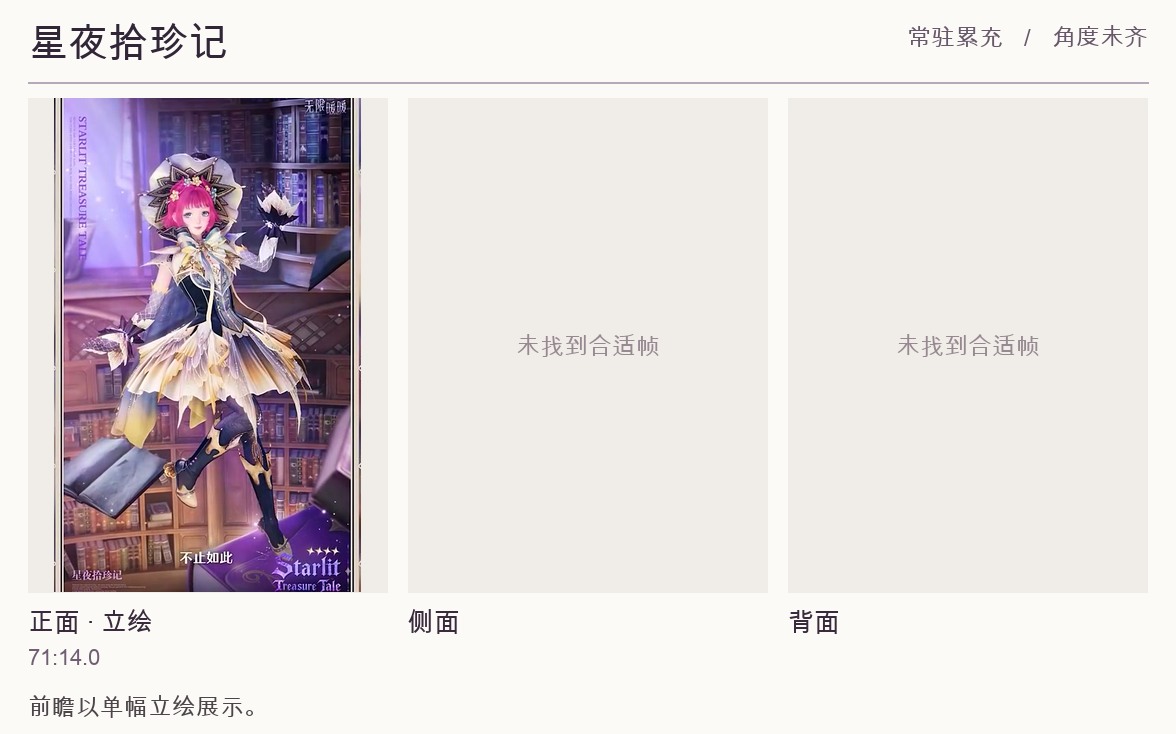 星夜拾珍记
常驻累充 / 角度未齐
无限暖暖
STARLIT TREASURE TALE
不止如此
星夜拾珍记
Starlit
Treasure Tale
未找到合适帧
未找到合适帧
正面 · 立绘
侧面
背面
71:14.0
前瞻以单幅立绘展示。